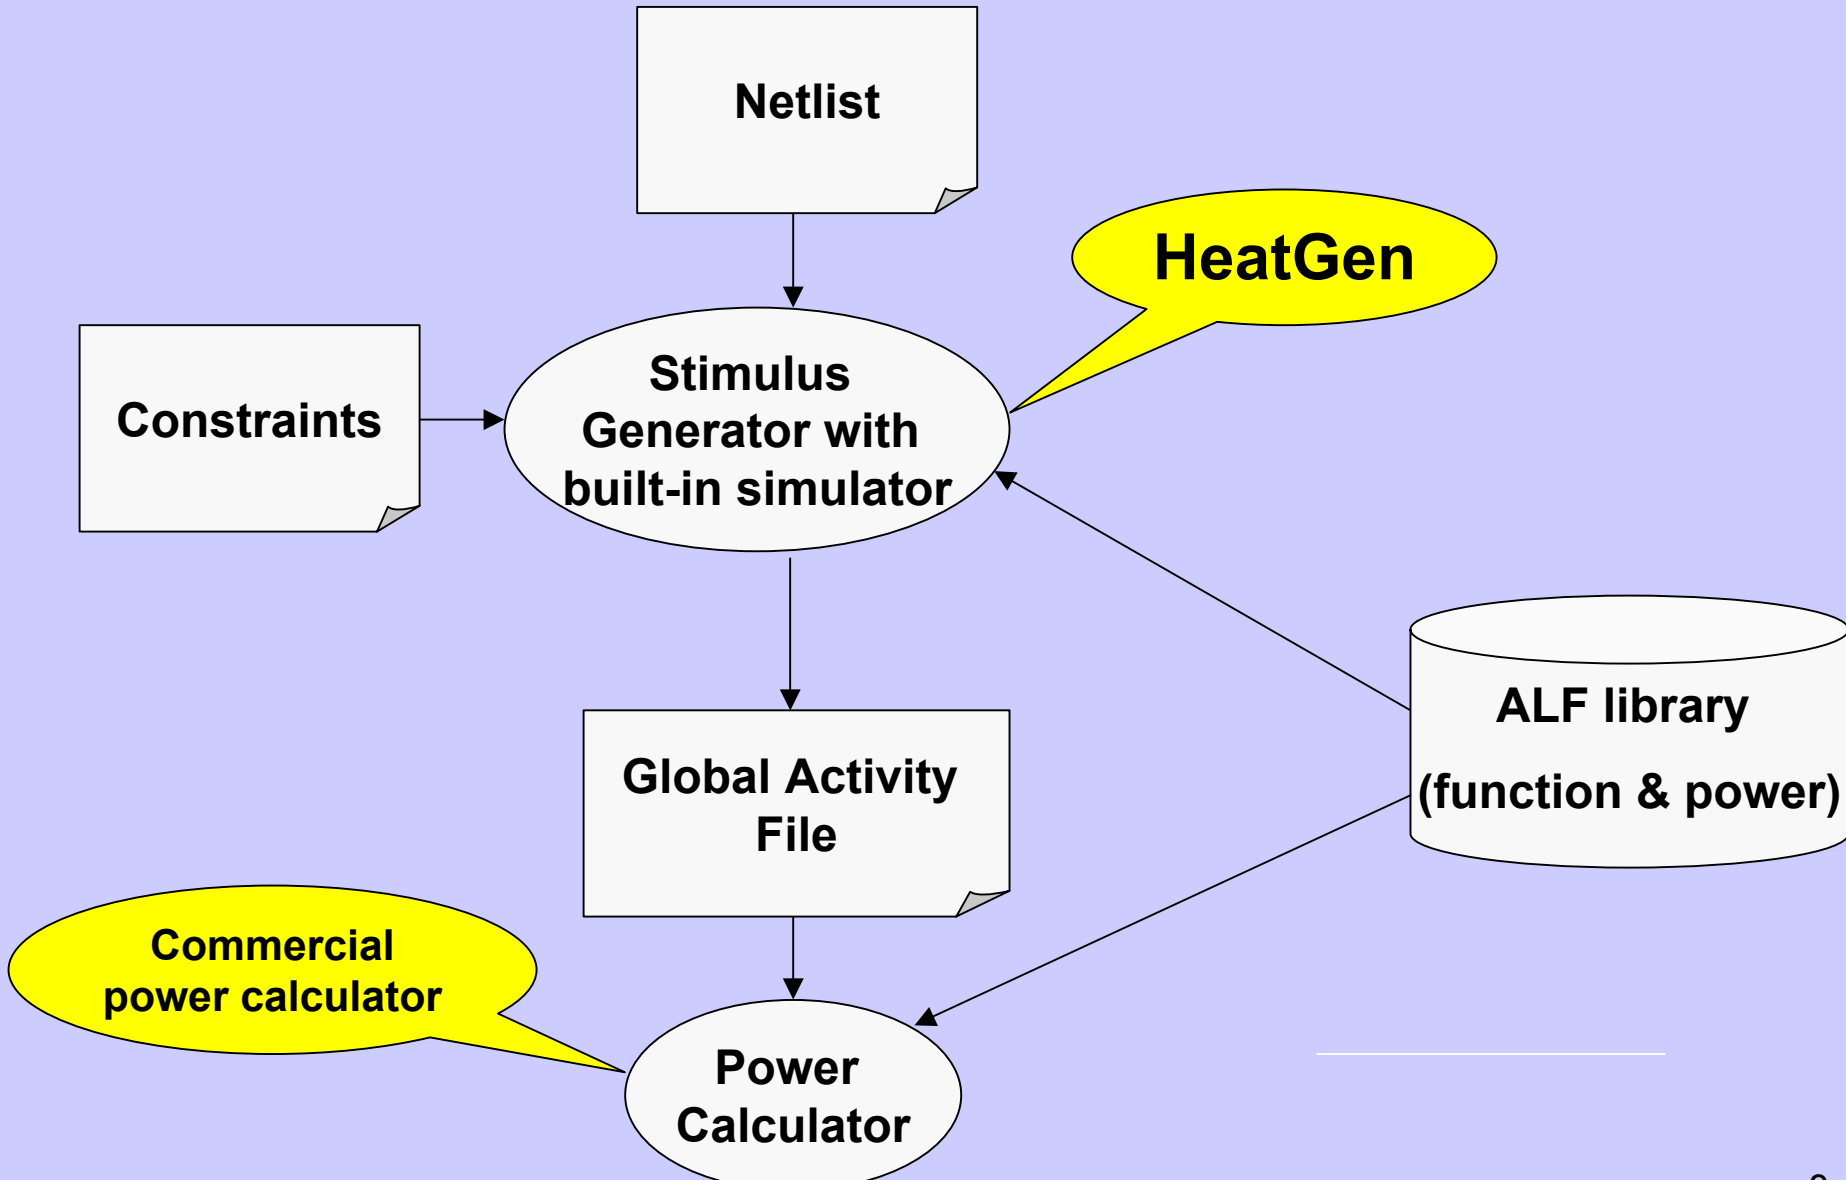 Netlist
HeatGen
Constraints
Stimulus
Generator with
built-in simulator
ALF library
(function & power)
Global Activity
File
Commercial
power calculator
Power
Calculator